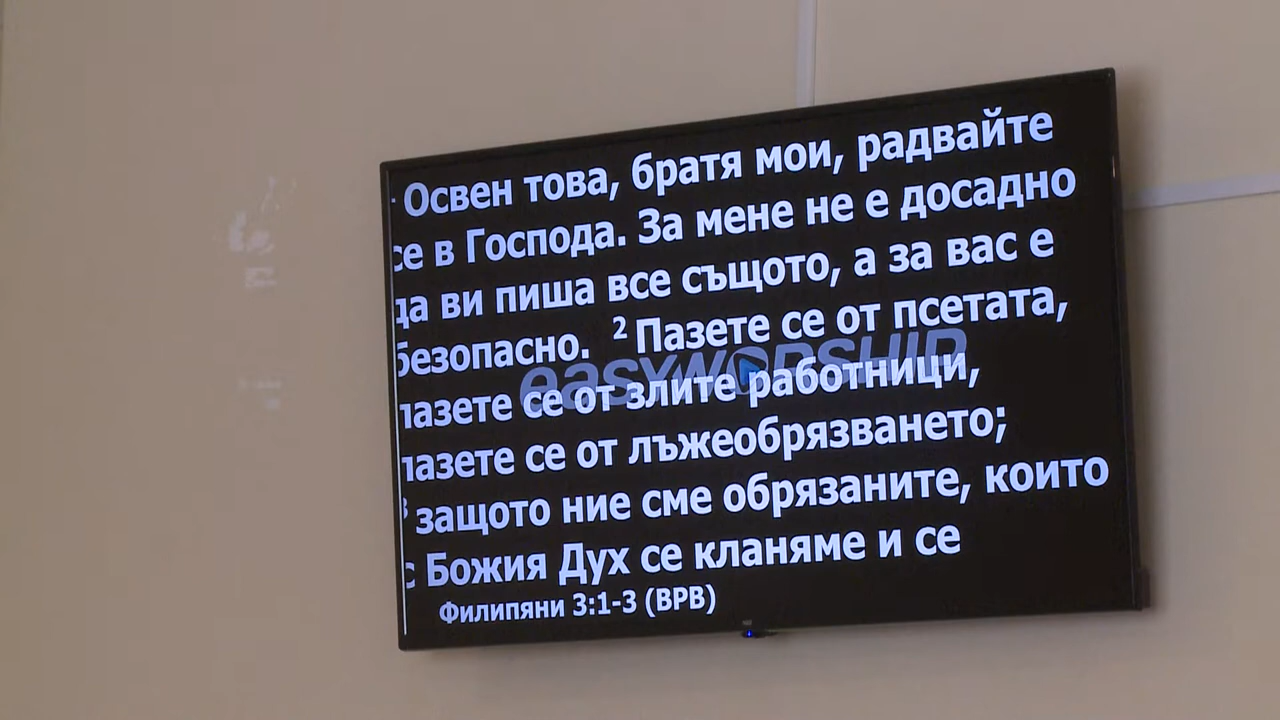 Освен това, братя мои, радвайте
се в Господа. За мене не е досадно
да ви пиша все същото, а за вас е
безопасно. 2 Пазете се от псетата,
easyworship
пазете се от злите работници,
пазете се от лъжеобрязването;
3 защото ние сме обрязаните, които
с Божия Дух се кланяме и се
Филипяни 3:1-3 (ВРВ)